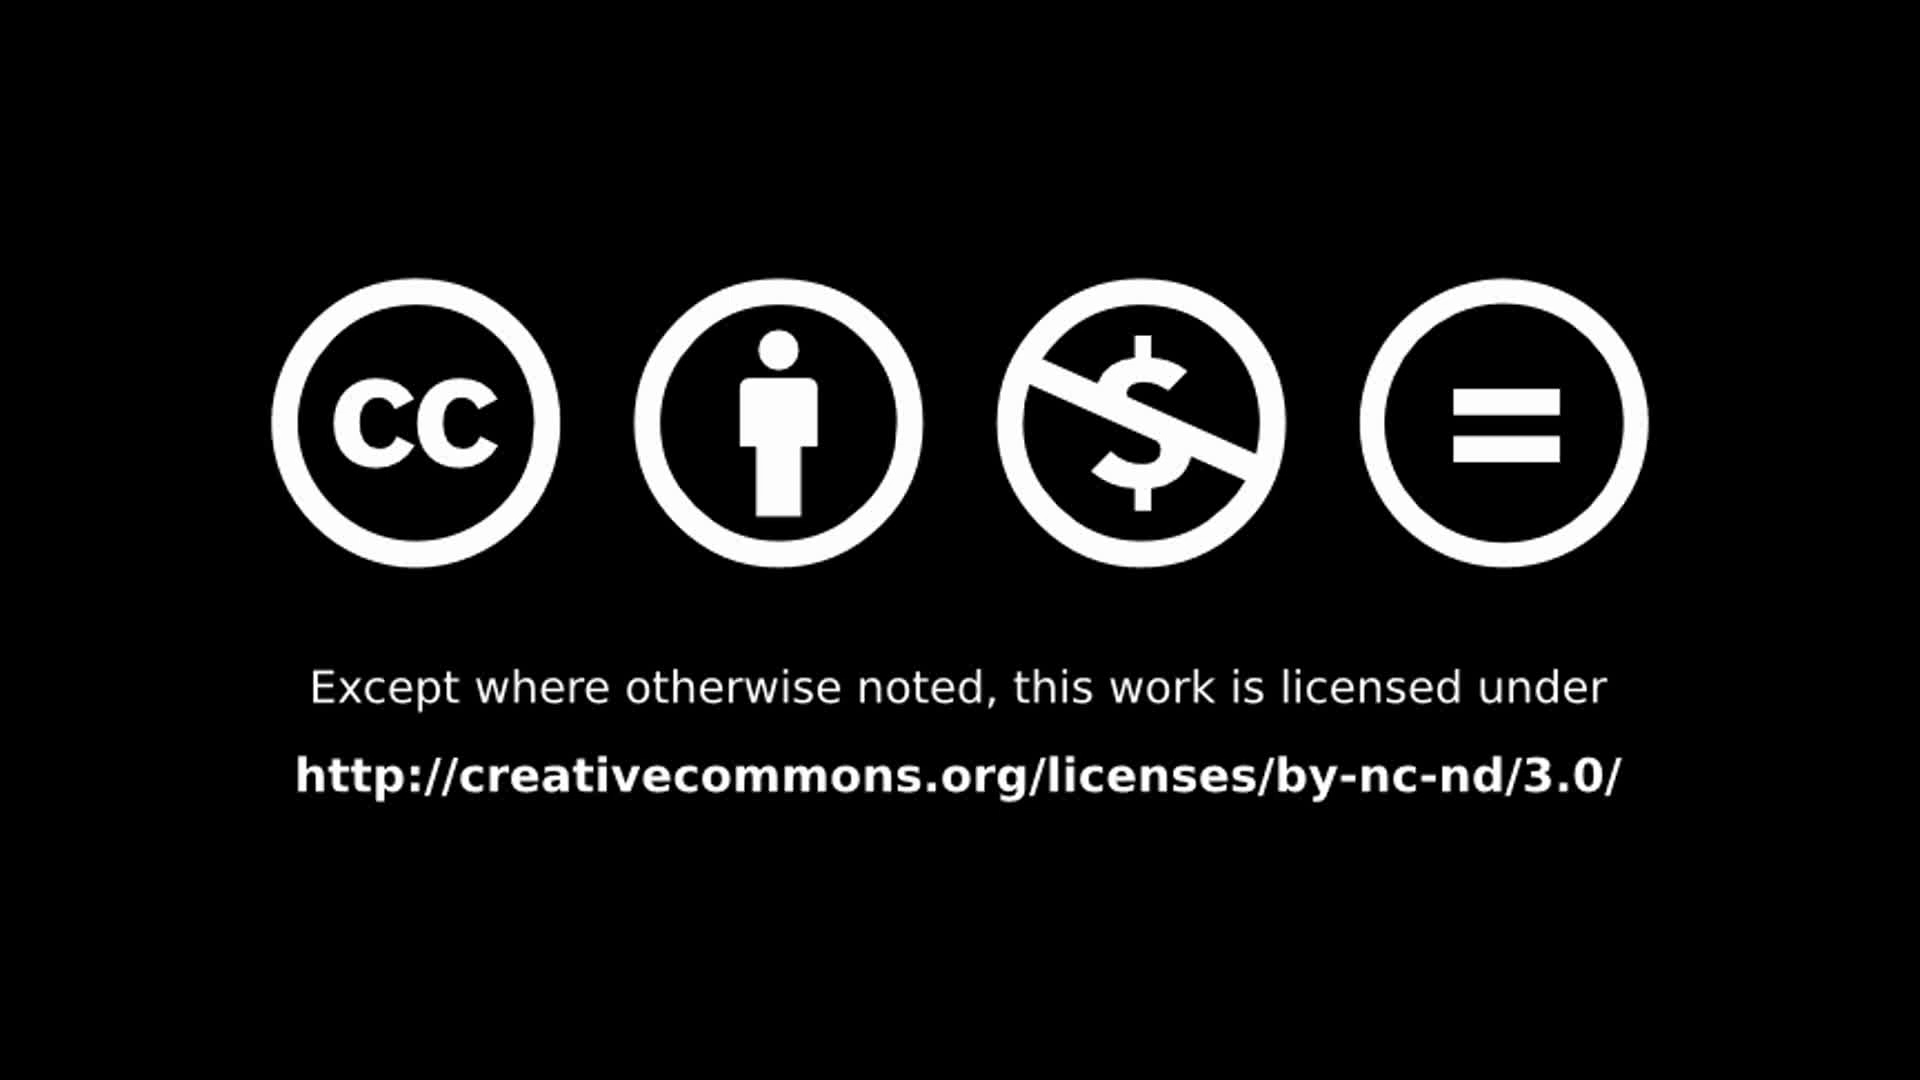 cc
$
=
Except where otherwise noted, this work is licensed under
http://creativecommons.org/licenses/by-nc-nd/3.0/